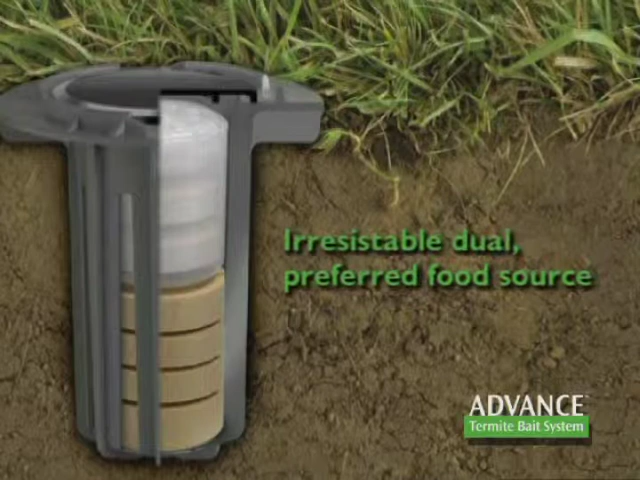 Irresistable dual,
preferred food source
ADVANCE
Termite Bait System